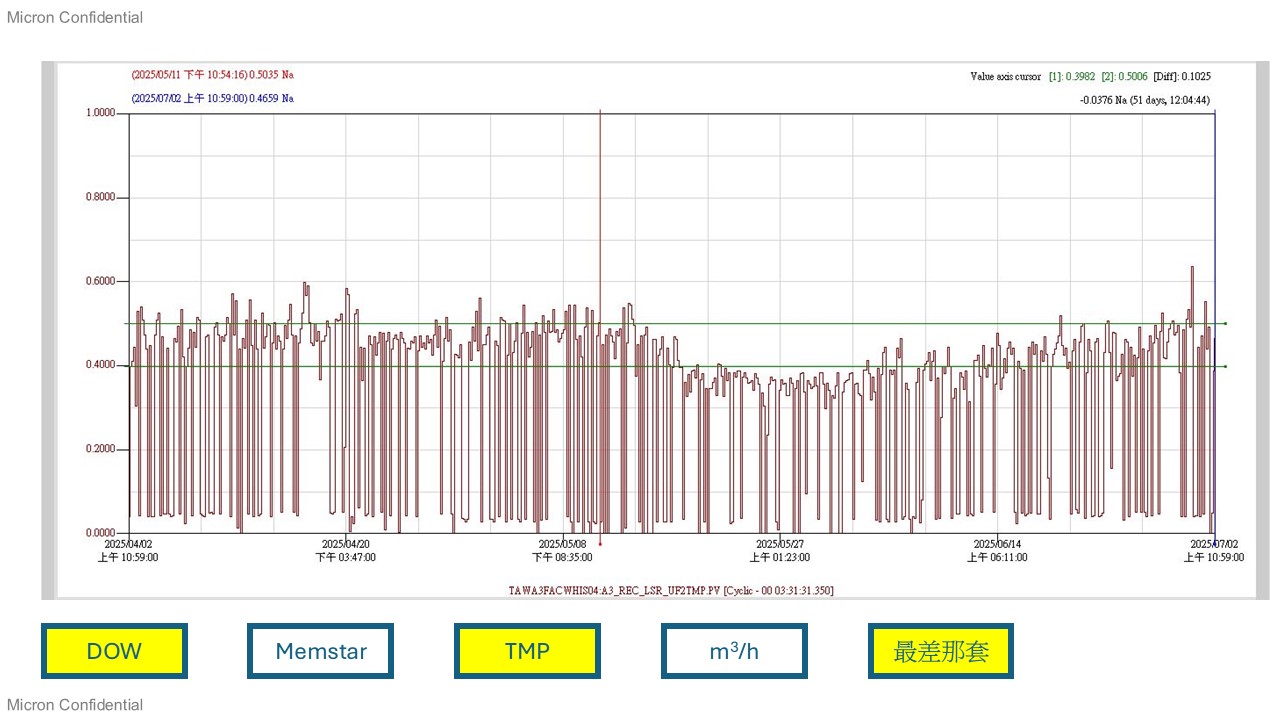 Micron Confidential
(2025/05/11 下午 10:54:16) 0.5035 Na
Value axis cursor [1]: 0.3982 [2]: 0.5006 [Diff]: 0.1025
(2025/07/02 上午 10:59:00) 0.4659 Na
-0.0376 Na (51 days, 12:04:44)
1.0000
0.8000
0.6000
0.4000
0.2000
0.0000
2025/04/02 2025/04/20 2025/05/08 2025/05/27 2025/06/14 2025/07/02
上午 10:59:00 下午 03:47:00 下午 08:35:00 上午 01:23:00 上午 06:11:00 上午 10:59:00
TAWA3FACWHIS04:A3_REC_LSR_UF2TMP.PV [Cyclic - 00 03:31:31.350]
DOW Memstar TMP m³/h 最差那套
Micron Confidential